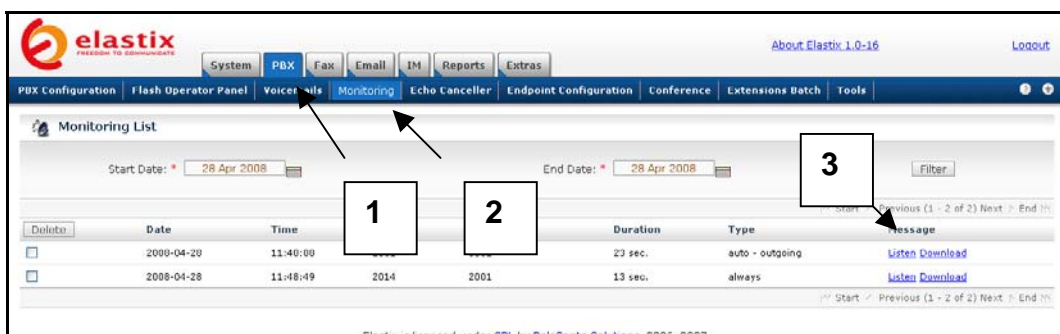 elastix
FREEDOM TO COMMUNICATE
About Elastix 1.0-16
Logout
System PBX Fax Email IM Reports Extras
PBX Configuration Flash Operator Panel Voicemails Monitoring Echo Canceller Endpoint Configuration Conference Extensions Batch Tools
Monitoring List
Start Date: * 28 Apr 2008 End Date: * 28 Apr 2008 Filter
1 2 3
Start Previous (1 - 2 of 2) Next End
Delete Date Time Duration Type Message
2008-04-28 23 sec. auto - outgoing Listen Download
2008-04-28 11:48:49 2014 2001 13 sec. always Listen Download
Start Previous (1 - 2 of 2) Next End